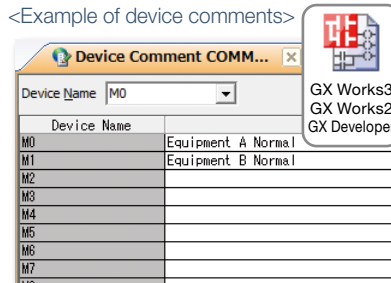 <Example of device comments>
Device Comment COMM...
GX Works3
GX Works2
GX Developer
Device Name M0
Device Name
M0 Equipment A Normal
M1 Equipment B Normal
M2
M3
M4
M5
M6
M7